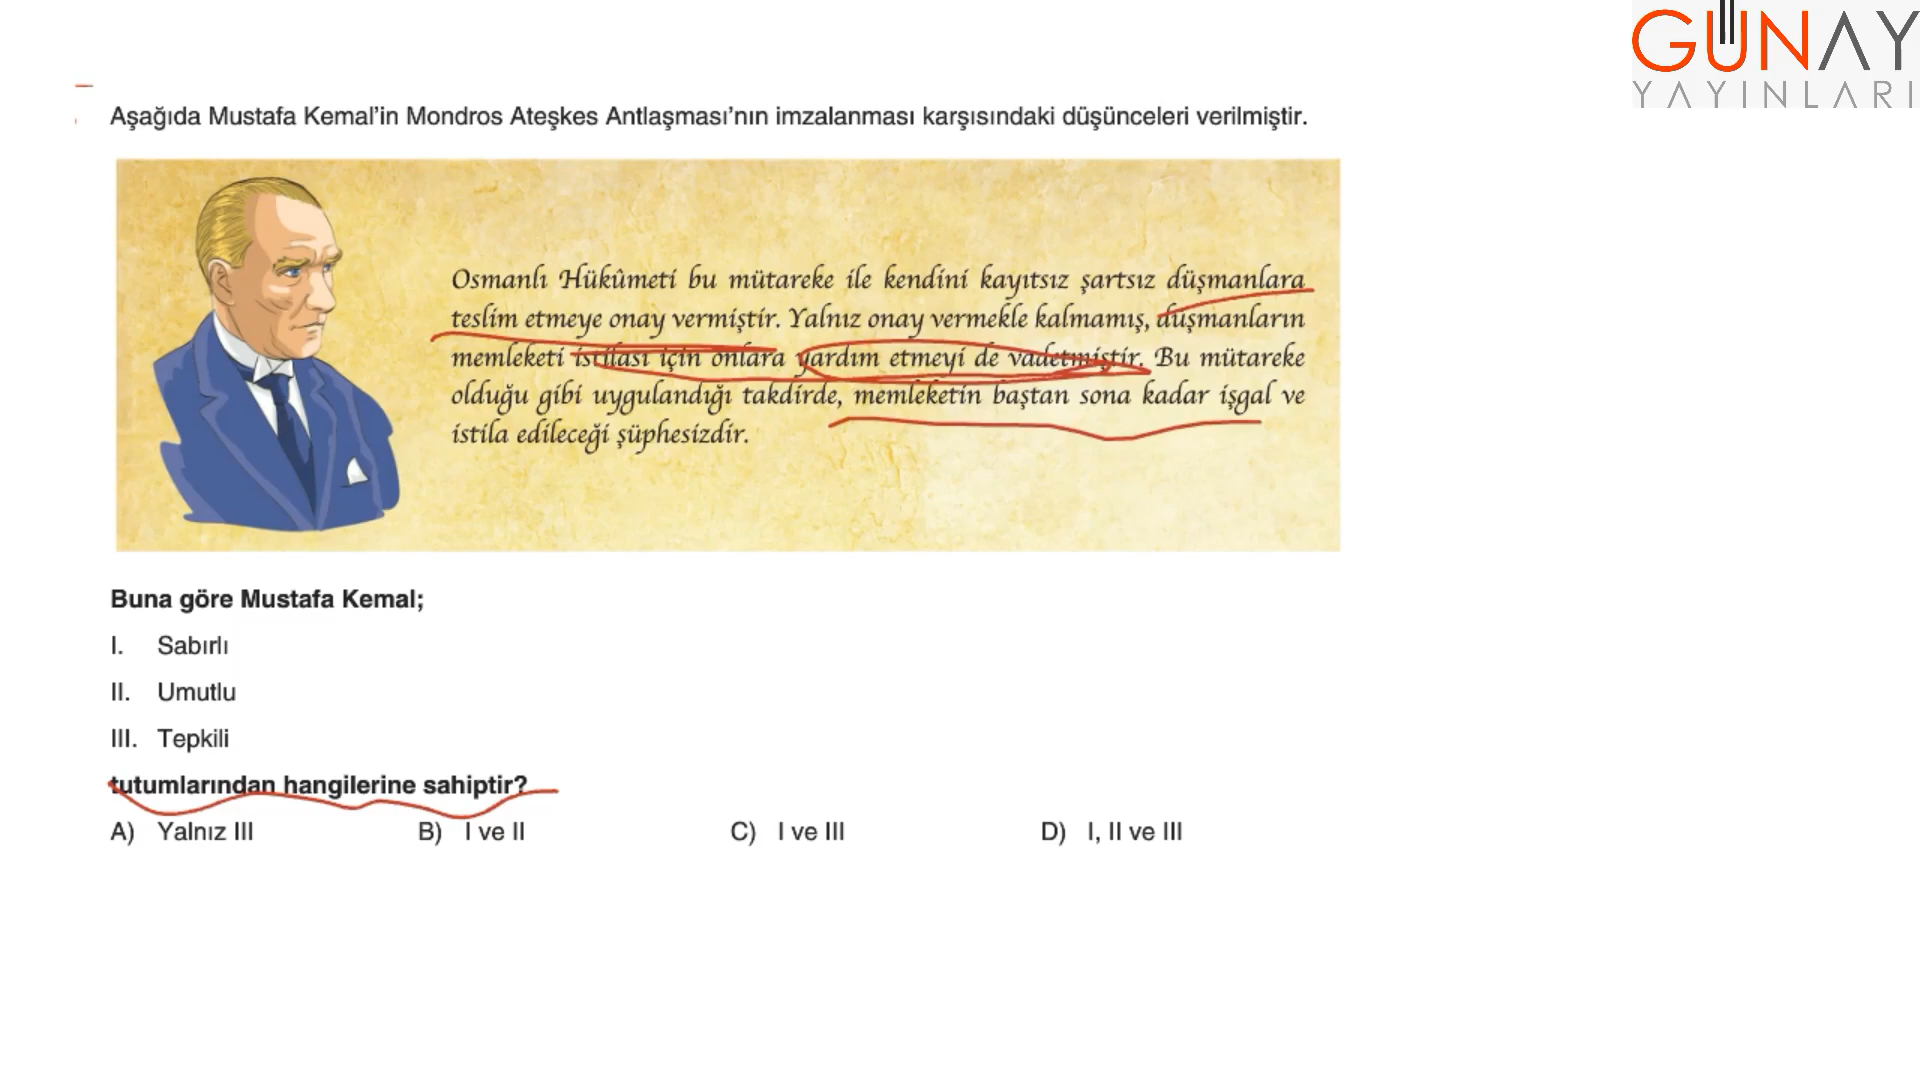 GÜNAY
YAYINLARI
Aşağıda Mustafa Kemal’in Mondros Ateşkes Antlaşması’nın imzalanması karşısındaki düşünceleri verilmiştir.
Osmanlı Hükûmeti bu mütareke ile kendini kayıtsız şartsız düşmanlara
teslim etmeye onay vermiştir. Yalnız onay vermekle kalmamış, düşmanların
memleketi istilası için onlara yardım etmeyi de vadetmiştir. Bu mütareke
olduğu gibi uygulandığı takdirde, memleketin baştan sona kadar işgal ve
istila edileceği şüphesizdir.
Buna göre Mustafa Kemal;
I. Sabırlı
II. Umutlu
III. Tepkili
tutumlarından hangilerine sahiptir?
A) Yalnız III B) I ve II C) I ve III D) I, II ve III